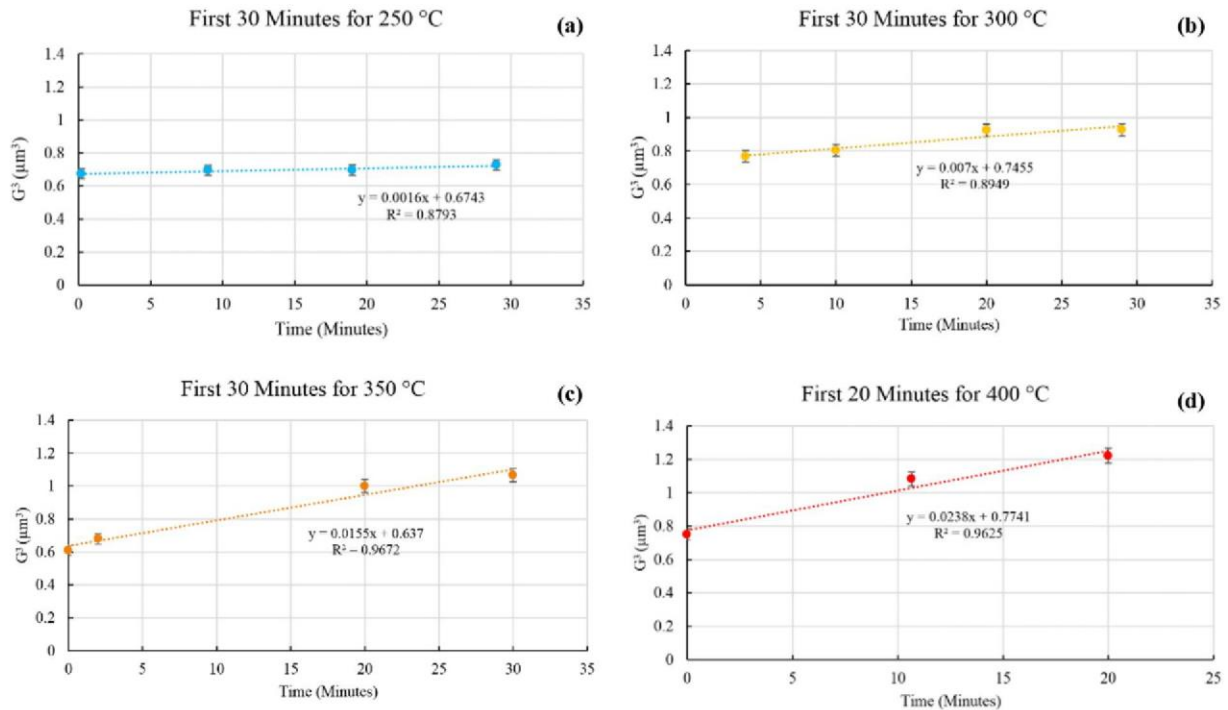 First 30 Minutes for 250 °C
(a)
1.4
1.2
1
0.8
0.6
0.4
0.2
0
G³ (µm³)
y = 0.0016x + 0.6743
R² = 0.8793
0 5 10 15 20 25 30 35
Time (Minutes)
First 30 Minutes for 300 °C
(b)
1.4
1.2
1
0.8
0.6
0.4
0.2
0
G³ (µm³)
y = 0.007x + 0.7455
R² = 0.8949
0 5 10 15 20 25 30 35
Time (Minutes)
First 30 Minutes for 350 °C
(c)
1.4
1.2
1
0.8
0.6
0.4
0.2
0
G³ (µm³)
y = 0.0155x + 0.637
R² = 0.9672
0 5 10 15 20 25 30 35
Time (Minutes)
First 20 Minutes for 400 °C
(d)
1.4
1.2
1
0.8
0.6
0.4
0.2
0
G³ (µm³)
y = 0.0238x + 0.7741
R² = 0.9625
0 5 10 15 20 25
Time (Minutes)